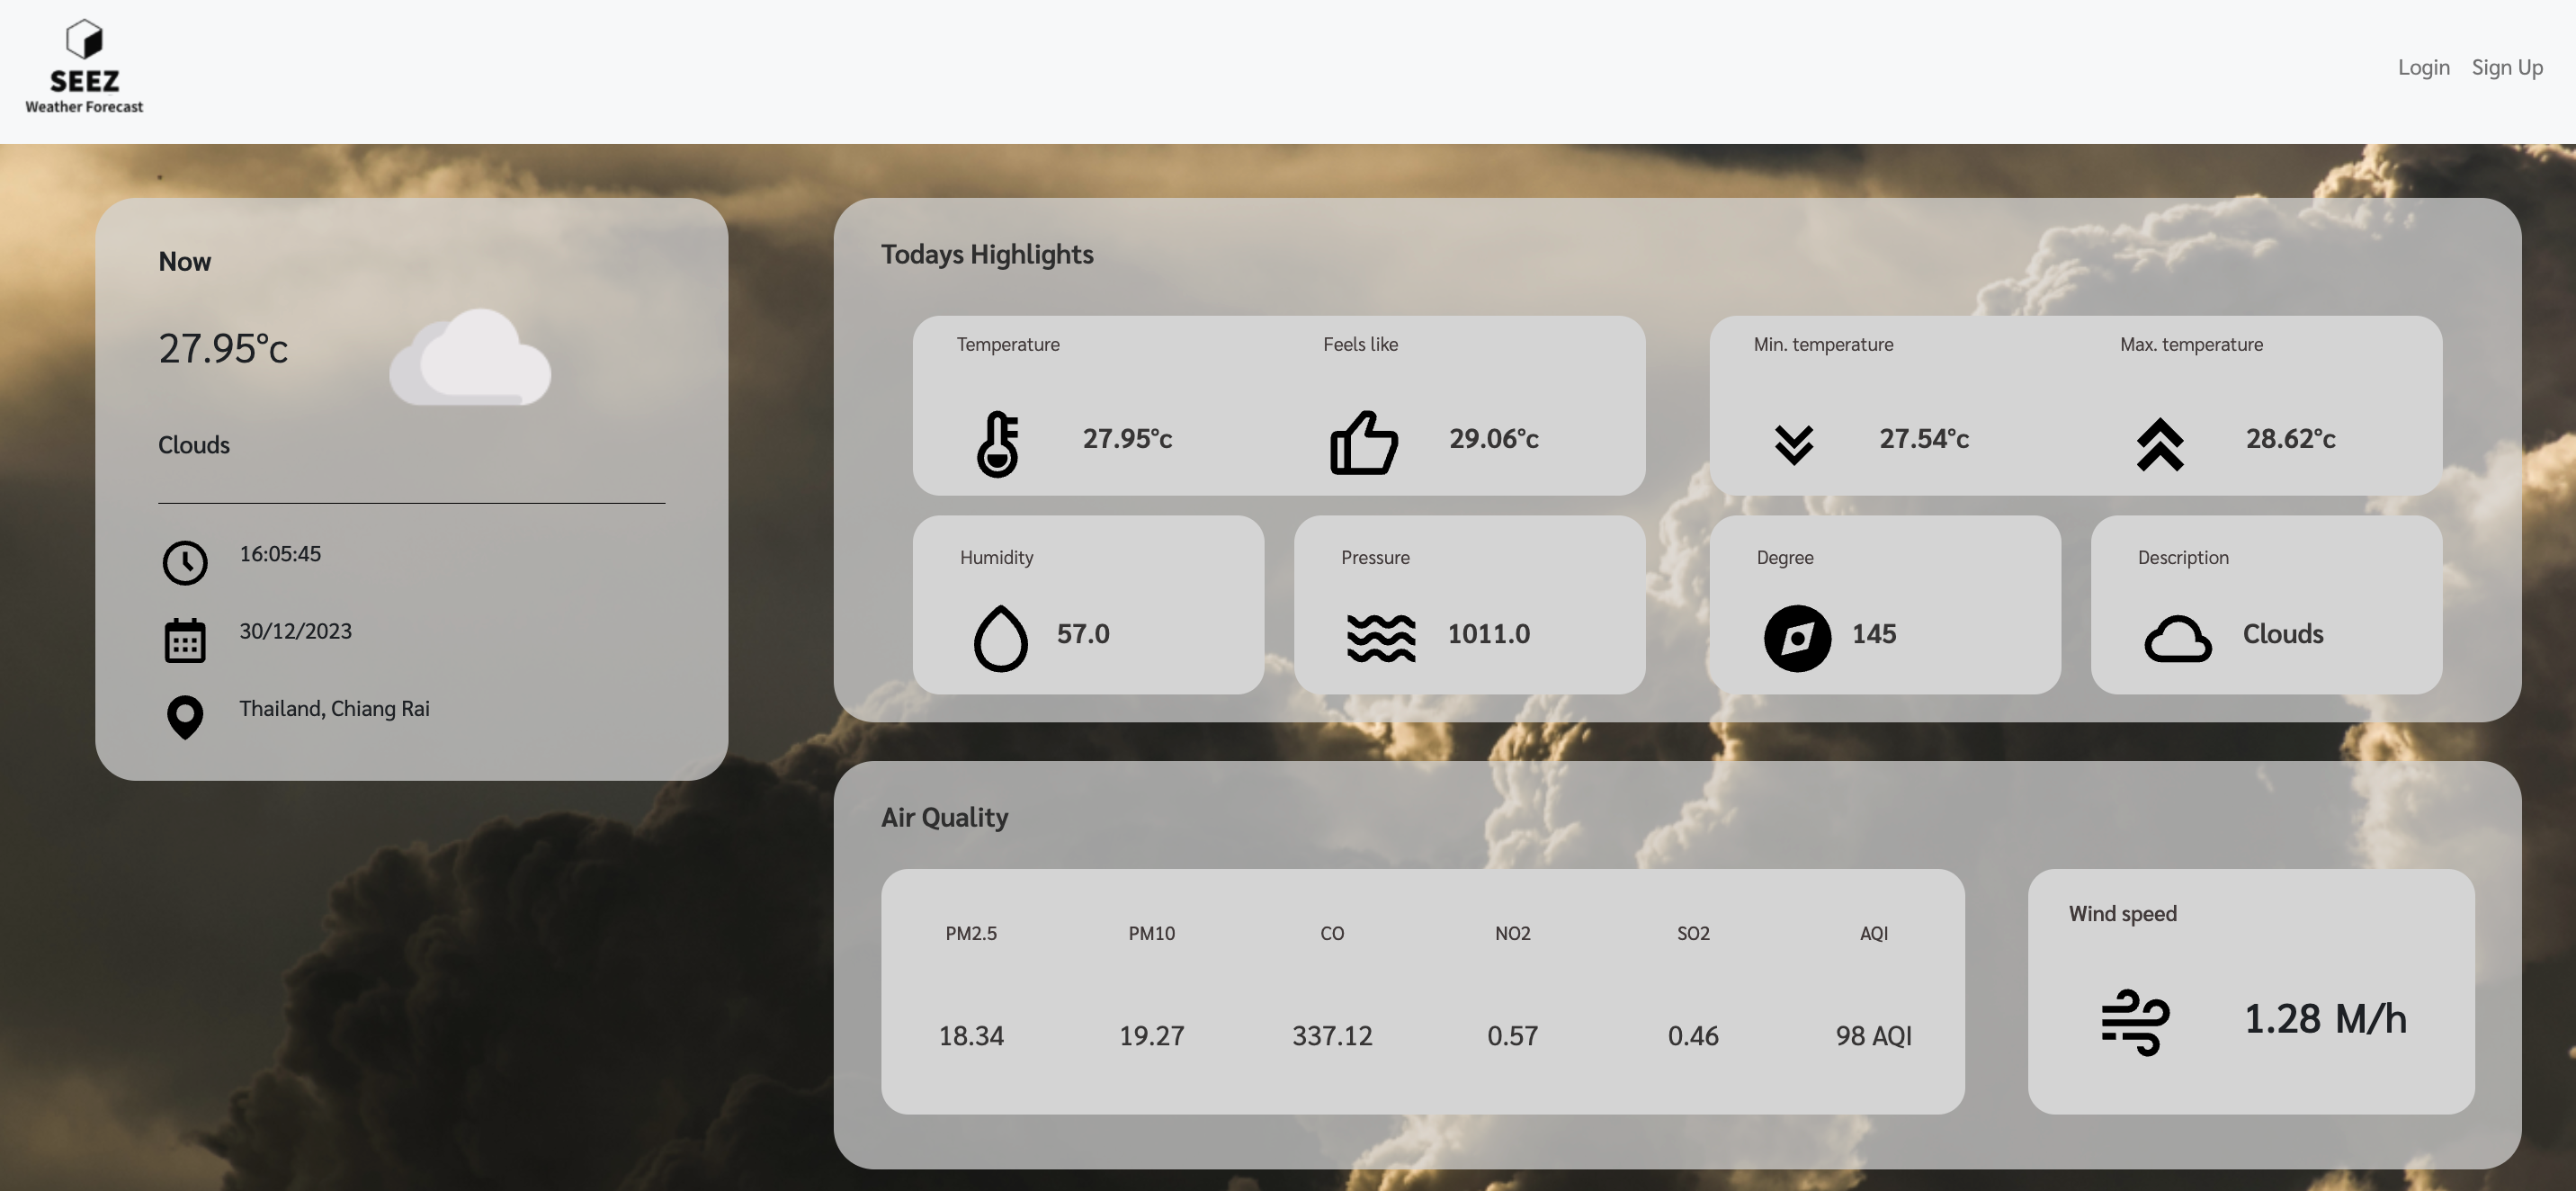 SEEZ
Weather Forecast
Login Sign Up
Now
27.95°c
Clouds
16:05:45
30/12/2023
Thailand, Chiang Rai
Todays Highlights
Temperature Feels like
27.95°c 29.06°c
Min. temperature Max. temperature
27.54°c 28.62°c
Humidity
57.0
Pressure
1011.0
Degree
145
Description
Clouds
Air Quality
PM2.5 PM10 CO NO2 SO2 AQI
18.34 19.27 337.12 0.57 0.46 98 AQI
Wind speed
1.28 M/h